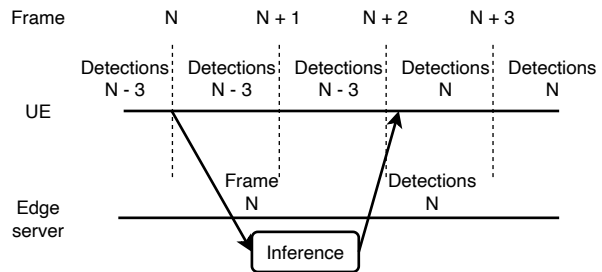 Frame N N + 1 N + 2 N + 3
Detections Detections Detections Detections Detections
N - 3 N - 3 N - 3 N N
UE
Frame Detections
N N
Edge
server
Inference